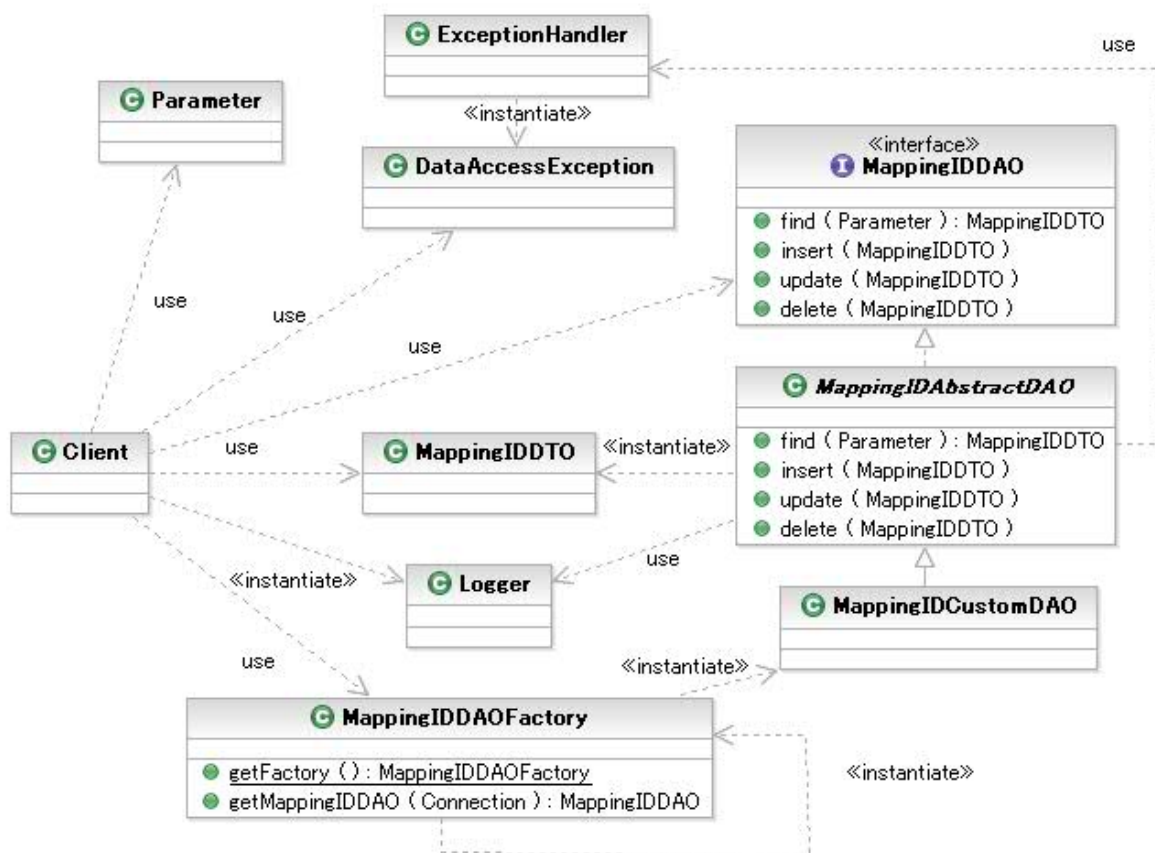 ExceptionHandler
use
Parameter
≪instantiate≫
DataAccessException
≪interface≫
MappingIDDAO
find ( Parameter ) : MappingIDDTO
insert ( MappingIDDTO )
update ( MappingIDDTO )
delete ( MappingIDDTO )
use
use
use
MappingIDAbstractDAO
find ( Parameter ) : MappingIDDTO
insert ( MappingIDDTO )
update ( MappingIDDTO )
delete ( MappingIDDTO )
Client
use
MappingIDDTO
≪instantiate≫
≪instantiate≫
Logger
use
MappingIDCustomDAO
use
≪instantiate≫
MappingIDDAOFactory
getFactory () : MappingIDDAOFactory
getMappingIDDAO ( Connection ) : MappingIDDAO
≪instantiate≫